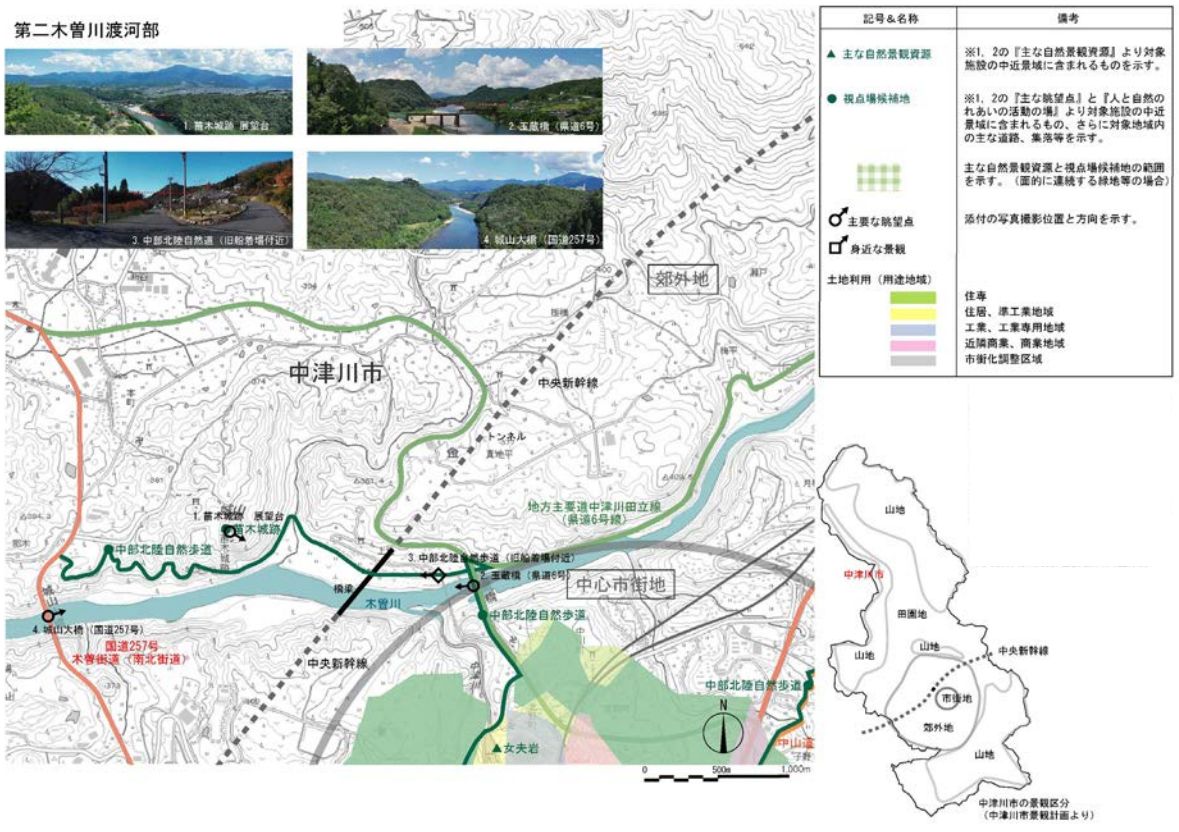 第二木曽川渡河部
1. 苗木城跡 展望台
2. 玉蔵橋（県道6号）
3. 中部北陸自然道（旧船着場付近）
4. 城山大橋（国道257号）
記号＆名称
備考
▲ 主な自然景観資源
※1, 2の『主な自然景観資源』より対象
施設の中近景域に含まれるものを示す。
● 視点場候補地
※1, 2の『主な眺望点』と『人と自然の
れあいの活動の場』より対象施設の中近
景域に含まれるもの、さらに対象地域内
の主な道路、集落等を示す。
主な自然景観資源と視点場候補地の範囲
を示す。（面的に連続する緑地等の場合）
主要な眺望点
添付の写真撮影位置と方向を示す。
身近な景観
土地利用（用途地域）
住専
住居、準工業地域
工業、工業専用地域
近隣商業、商業地域
市街化調整区域
郊外地
瀬戸
中津川市
中央新幹線
トンネル
真地平
地方主要道中津川田立線
（県道6号線）
1. 苗木城跡 展望台
苗木城跡
中部北陸自然歩道
3. 中部北陸自然歩道（旧船着場付近）
2. 玉蔵橋（県道6号）
中心市街地
橋梁
木曽川
中部北陸自然歩道
城山
4. 城山大橋（国道257号）
国道257号
木曽街道（南北街道）
中央新幹線
中津川
中部北陸自然歩道
女夫岩
中山道
子野
N
0 500m 1,000m
山地
中津川市
田園地
山地
山地
中央新幹線
市街地
郊外地
山地
中津川市の景観区分
（中津川市景観計画より）